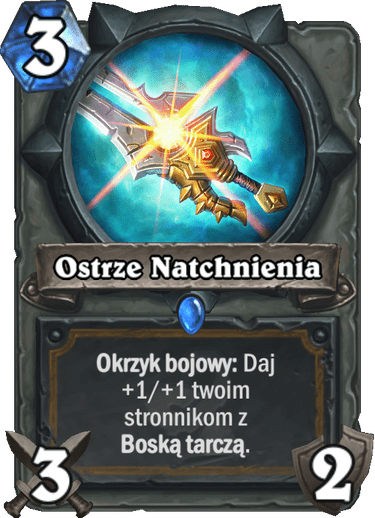 3
Ostrze Natchnienia
Okrzyk bojowy: Daj
+1/+1 twoim
stronnikom z
Boską tarczą.
3
2